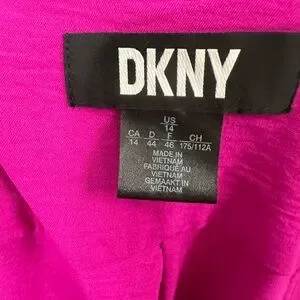 DKNY
US
14
CA D F CH
14 44 46 175/112A
MADE IN
VIETNAM
FABRIQUÉ AU
VIETNAM
GEMAAKT IN
VIETNAM